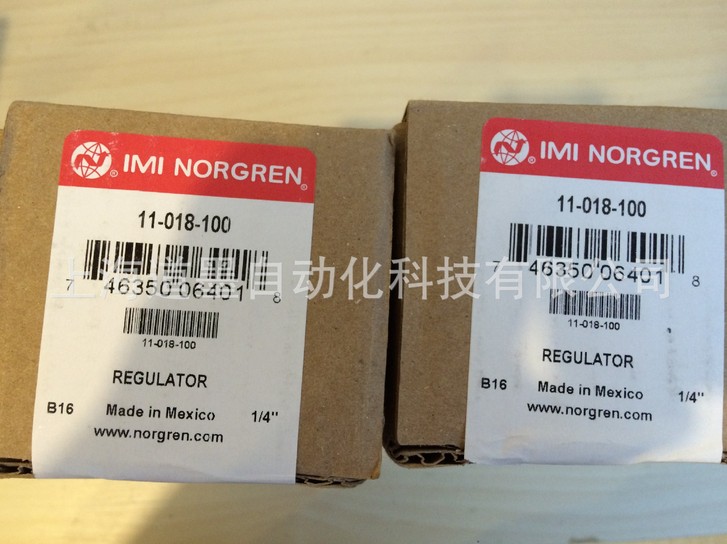 IMI NORGREN
11-018-100
7 46350 06401 8
11-018-100
REGULATOR
B16 Made in Mexico 1/4"
www.norgren.com
IMI NORGREN
11-018-100
7 46350 06401 8
11-018-100
REGULATOR
B16 Made in Mexico 1/4"
www.norgren.com
自动化科技有限公司